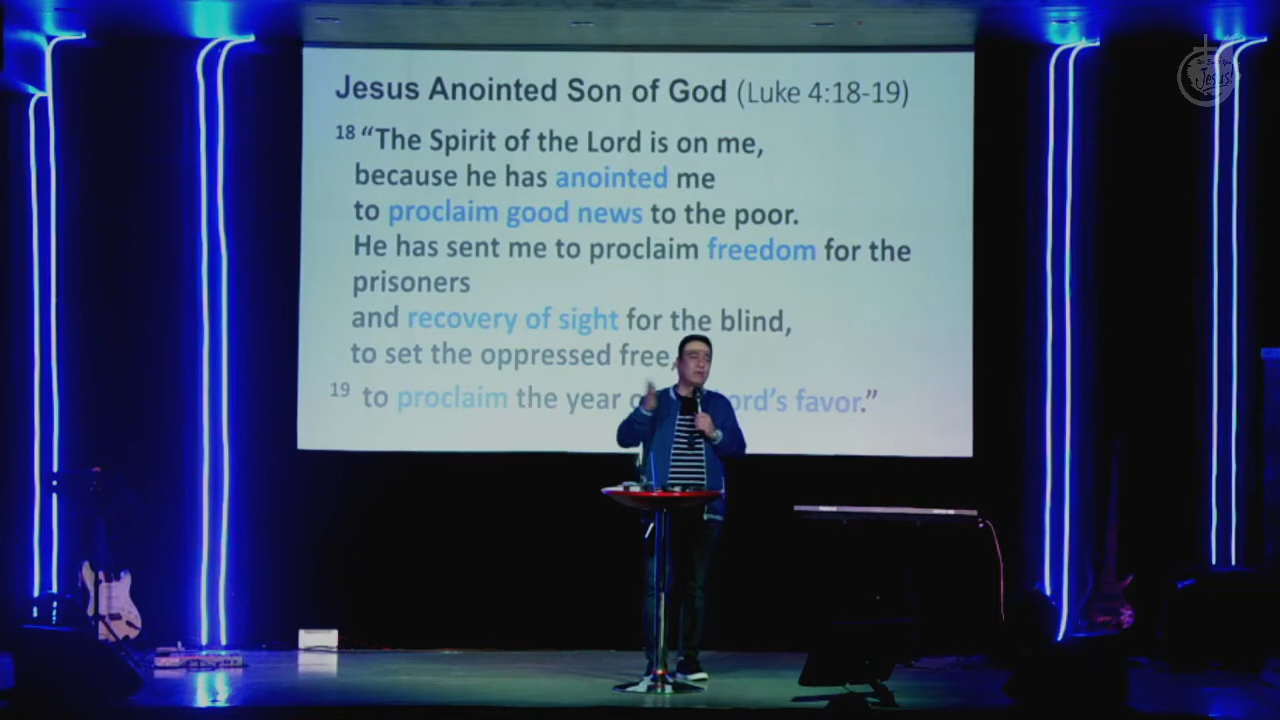 Jesus Anointed Son of God (Luke 4:18-19)
18 “The Spirit of the Lord is on me,
because he has anointed me
to proclaim good news to the poor.
He has sent me to proclaim freedom for the
prisoners
and recovery of sight for the blind,
to set the oppressed free,
19 to proclaim the year ord’s favor.”
Jesus!